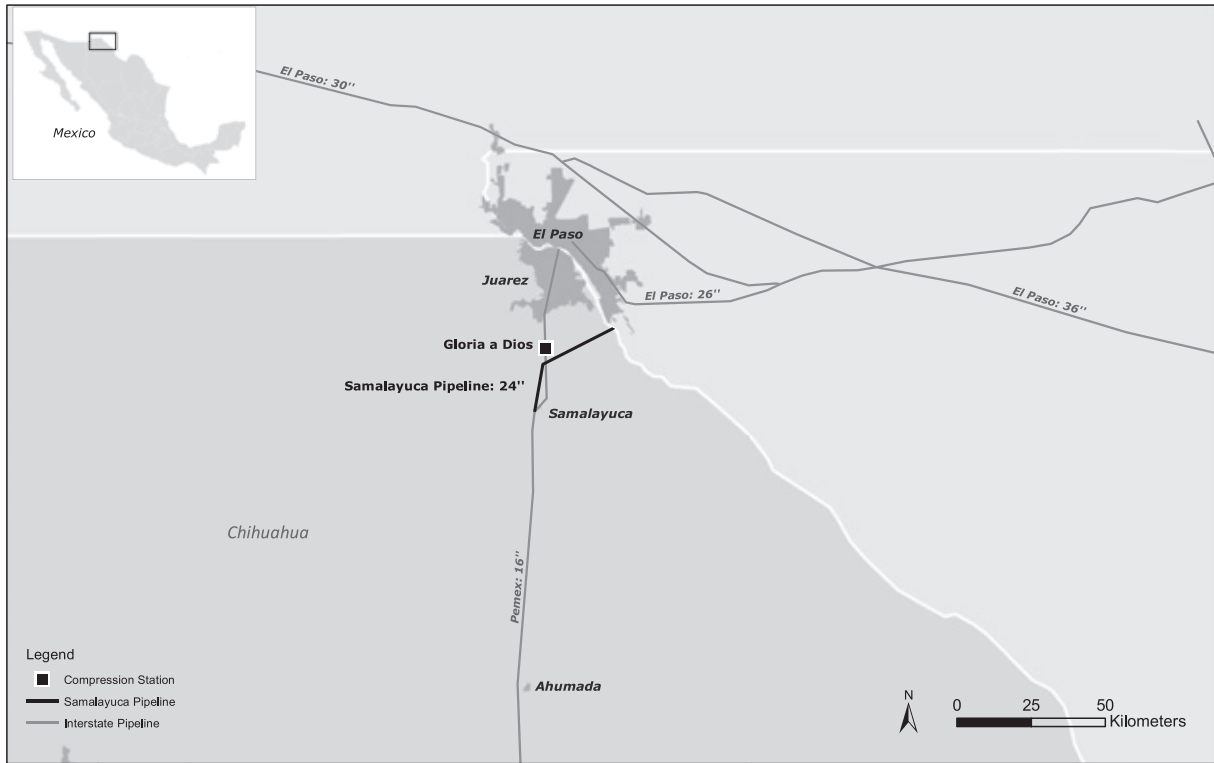 Mexico
El Paso: 30''
El Paso
Juarez
El Paso: 26''
El Paso: 36''
Gloria a Dios
Samalayuca Pipeline: 24''
Samalayuca
Chihuahua
Pemex: 16''
Ahumada
Legend
Compression Station
Samalayuca Pipeline
Interstate Pipeline
N
0 25 50
Kilometers